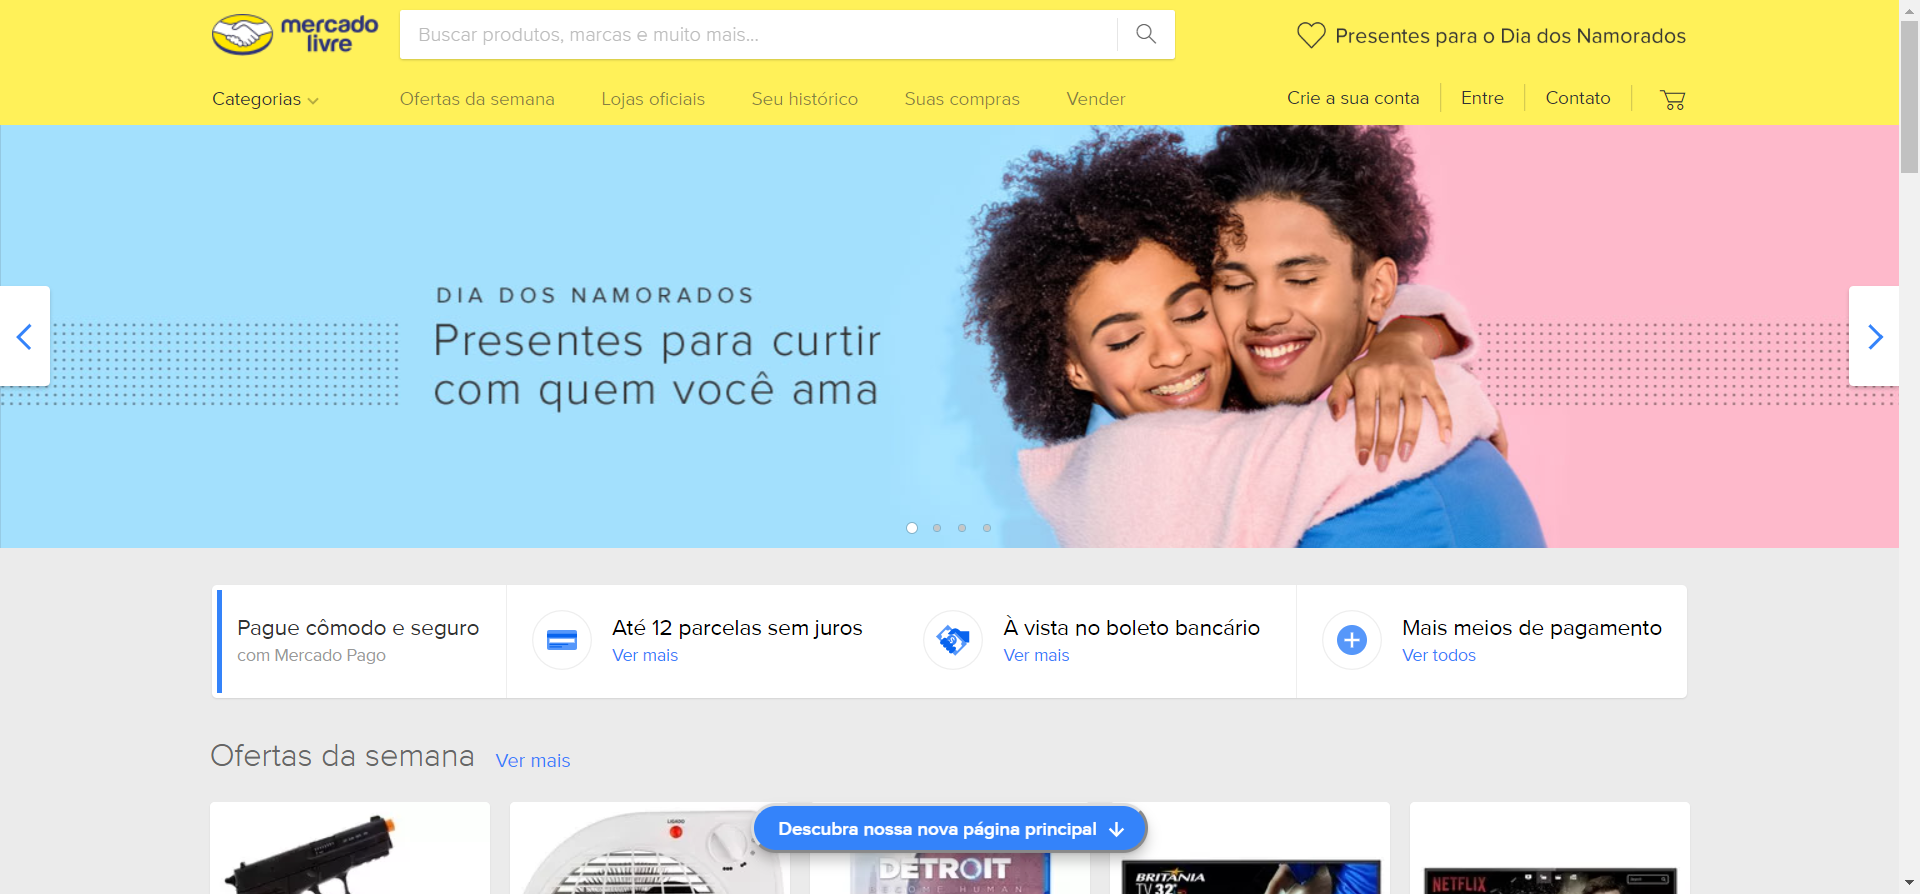 mercado
livre
Buscar produtos, marcas e muito mais...
Presentes para o Dia dos Namorados
Categorias
Ofertas da semana
Lojas oficiais
Seu histórico
Suas compras
Vender
Crie a sua conta
Entre
Contato
DIA DOS NAMORADOS
Presentes para curtir
com quem você ama
Pague cômodo e seguro
com Mercado Pago
Até 12 parcelas sem juros
Ver mais
À vista no boleto bancário
Ver mais
Mais meios de pagamento
Ver todos
Ofertas da semana
Ver mais
LIGADO
Descubra nossa nova página principal
DETROIT
BECOME HUMAN
BRITANIA
TV 32"
NETFLIX